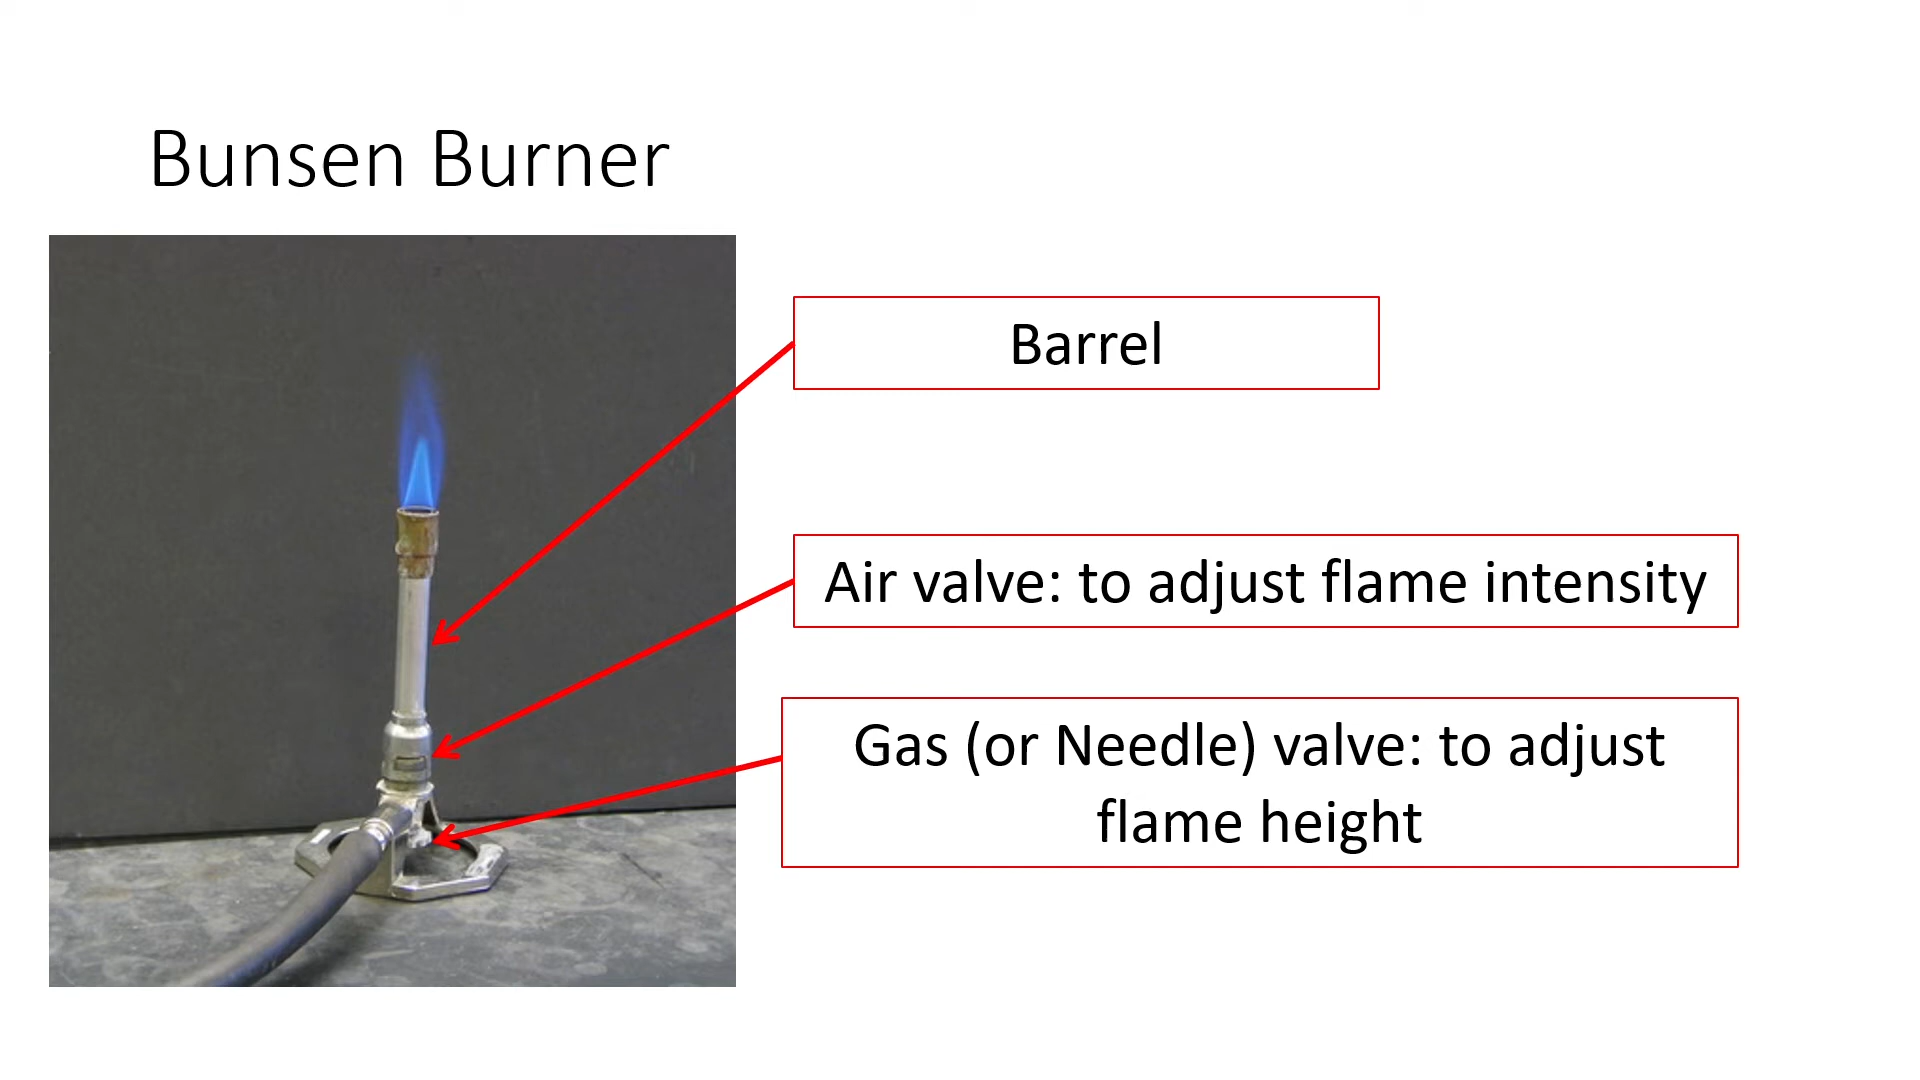 Bunsen Burner
Barrel
Air valve: to adjust flame intensity
Gas (or Needle) valve: to adjust
flame height